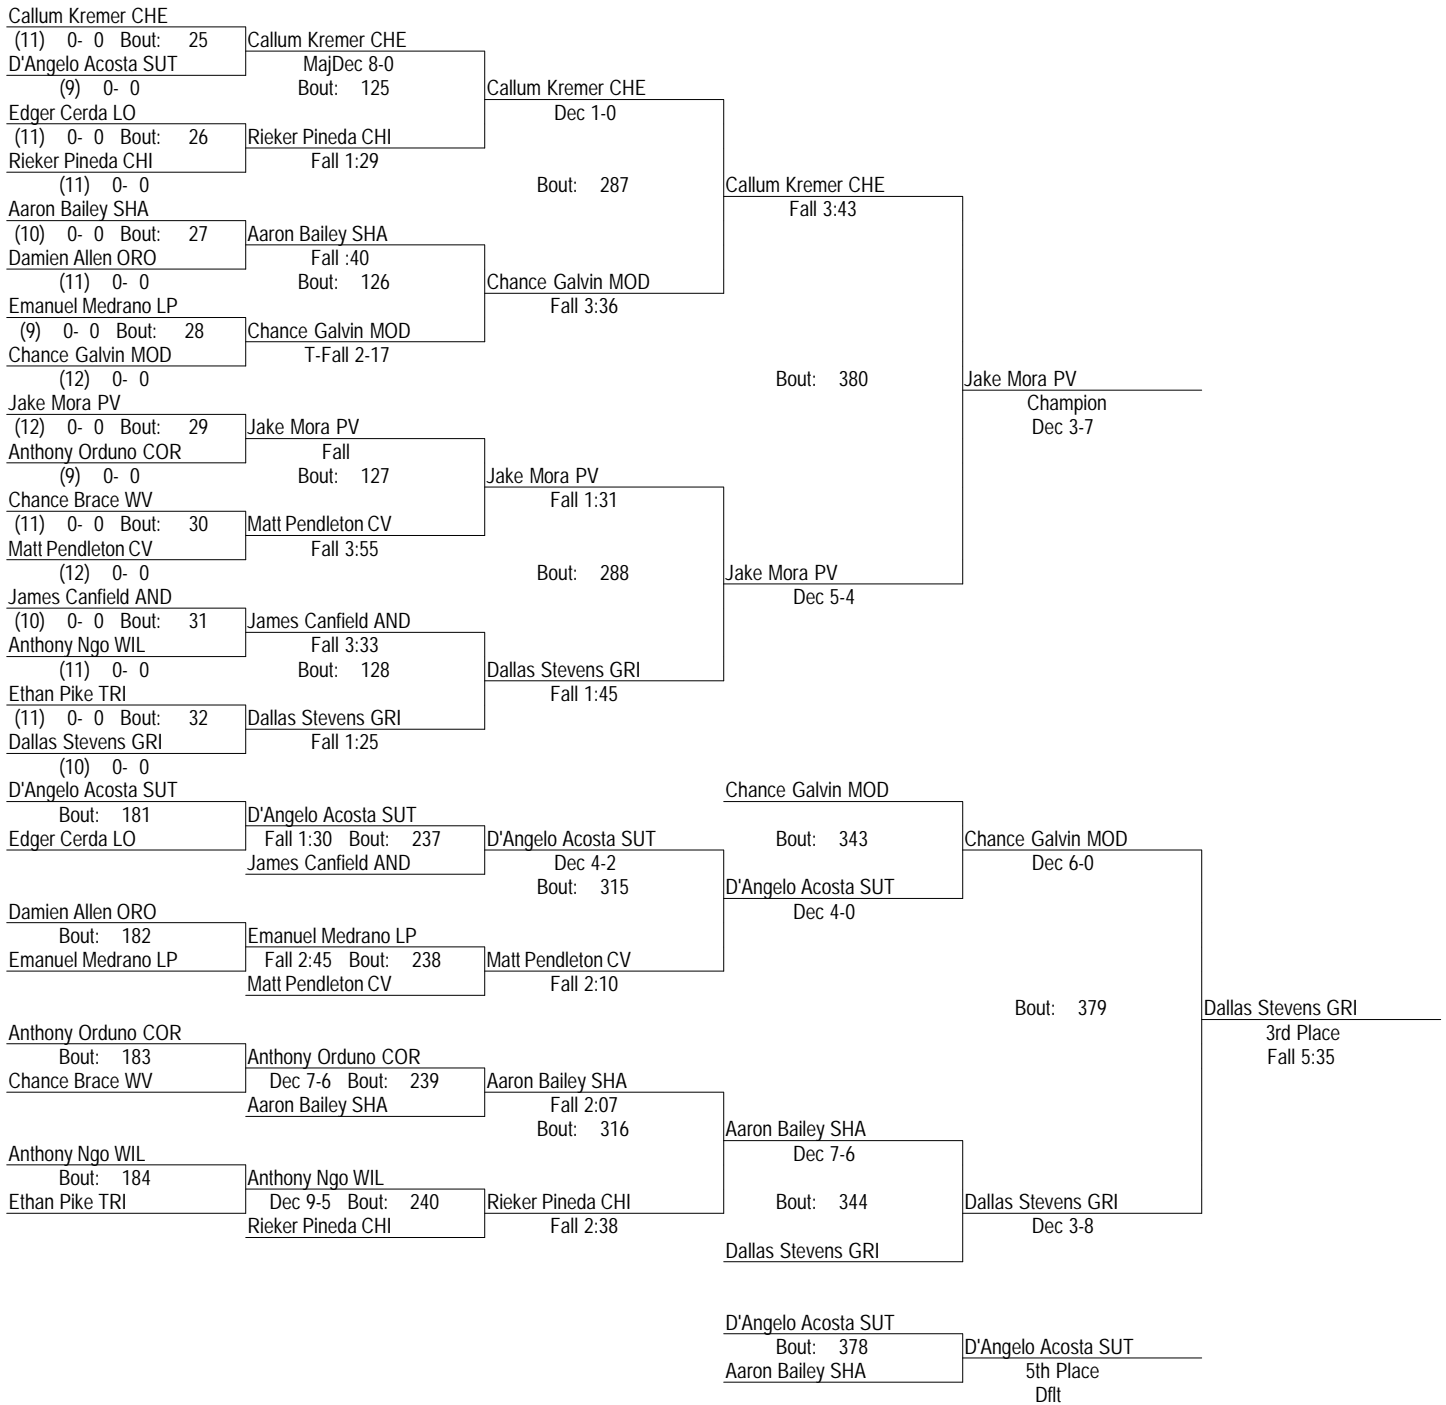 Callum Kremer CHE
(11) 0- 0 Bout: 25 Callum Kremer CHE
D'Angelo Acosta SUT MajDec 8-0
(9) 0- 0 Bout: 125 Callum Kremer CHE
Edger Cerda LO Dec 1-0
(11) 0- 0 Bout: 26 Rieker Pineda CHI
Rieker Pineda CHI Fall 1:29
(11) 0- 0 Bout: 287 Callum Kremer CHE
Aaron Bailey SHA Fall 3:43
(10) 0- 0 Bout: 27 Aaron Bailey SHA
Damien Allen ORO Fall :40
(11) 0- 0 Bout: 126 Chance Galvin MOD
Emanuel Medrano LP Fall 3:36
(9) 0- 0 Bout: 28 Chance Galvin MOD
Chance Galvin MOD T-Fall 2-17
(12) 0- 0 Bout: 380 Jake Mora PV
Jake Mora PV Champion
(12) 0- 0 Bout: 29 Jake Mora PV Dec 3-7
Anthony Orduno COR Fall
(9) 0- 0 Bout: 127 Jake Mora PV
Chance Brace WV Fall 1:31
(11) 0- 0 Bout: 30 Matt Pendleton CV
Matt Pendleton CV Fall 3:55
(12) 0- 0 Bout: 288 Jake Mora PV
James Canfield AND Dec 5-4
(10) 0- 0 Bout: 31 James Canfield AND
Anthony Ngo WIL Fall 3:33
(11) 0- 0 Bout: 128 Dallas Stevens GRI
Ethan Pike TRI Fall 1:45
(11) 0- 0 Bout: 32 Dallas Stevens GRI
Dallas Stevens GRI Fall 1:25
(10) 0- 0
D'Angelo Acosta SUT Chance Galvin MOD
Bout: 181 D'Angelo Acosta SUT
Edger Cerda LO Fall 1:30 Bout: 237 D'Angelo Acosta SUT Bout: 343 Chance Galvin MOD
James Canfield AND Dec 4-2 Dec 6-0
Bout: 315 D'Angelo Acosta SUT
Damien Allen ORO Dec 4-0
Bout: 182 Emanuel Medrano LP
Emanuel Medrano LP Fall 2:45 Bout: 238 Matt Pendleton CV
Matt Pendleton CV Fall 2:10
Bout: 379 Dallas Stevens GRI
Anthony Orduno COR 3rd Place
Bout: 183 Anthony Orduno COR Fall 5:35
Chance Brace WV Dec 7-6 Bout: 239 Aaron Bailey SHA
Aaron Bailey SHA Fall 2:07
Bout: 316 Aaron Bailey SHA
Anthony Ngo WIL Dec 7-6
Bout: 184 Anthony Ngo WIL
Ethan Pike TRI Dec 9-5 Bout: 240 Rieker Pineda CHI Bout: 344 Dallas Stevens GRI
Rieker Pineda CHI Fall 2:38 Dec 3-8
Dallas Stevens GRI
D'Angelo Acosta SUT
Bout: 378 D'Angelo Acosta SUT
Aaron Bailey SHA 5th Place
Dflt